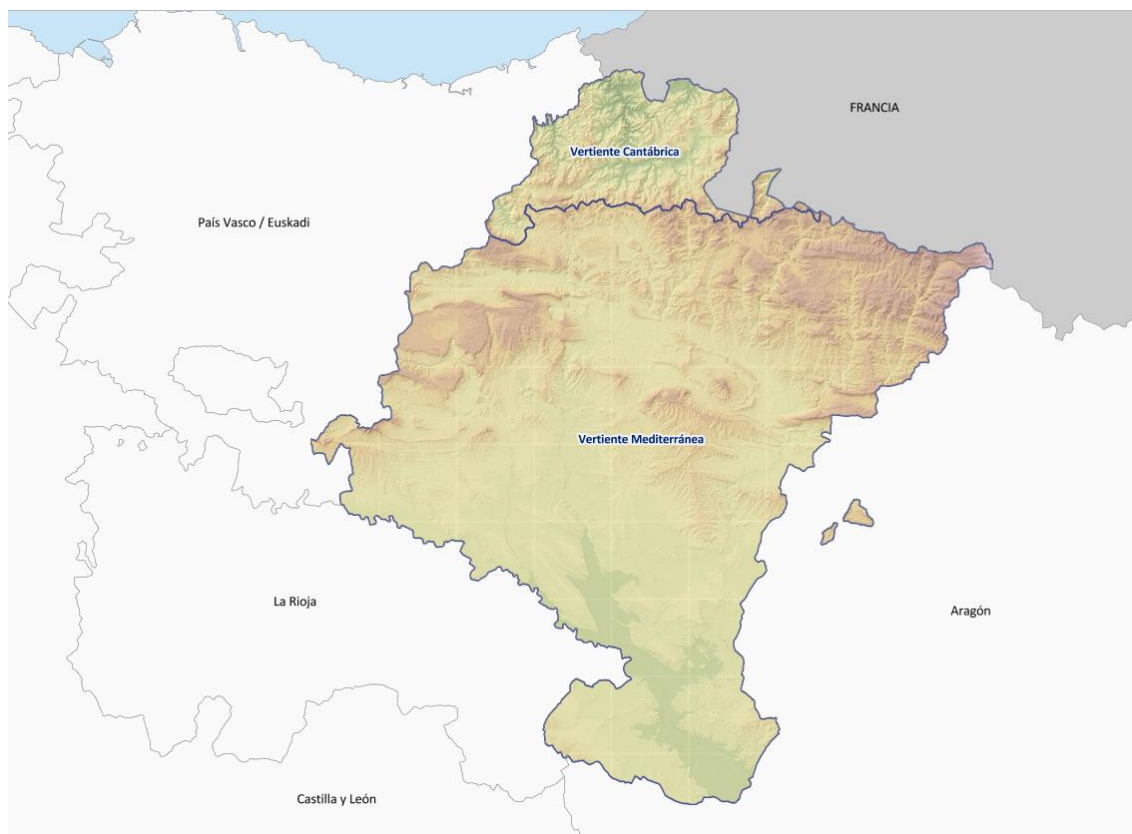 FRANCIA
Vertiente Cantábrica
País Vasco / Euskadi
Vertiente Mediterránea
La Rioja
Aragón
Castilla y León